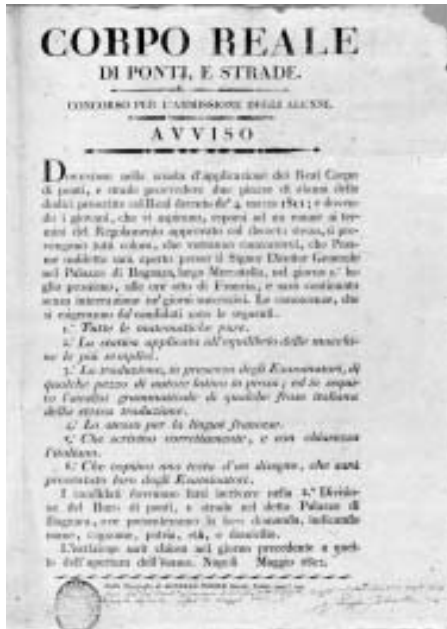 CORPO REALE
DI PONTI, E STRADE.
CONCORSO PER L'AMMISSIONE DEGLI ALUNNI.
AVVISO
Dovendosi nella scuola d'applicazione del Real Corpo
di ponti, e strade provvedere due piazze di alunni delle
dodici prescritte col Real decreto de' 4 marzo 1811; e doven-
do i giovani, che vi aspirano, esporsi ad un esame ai ter-
mini del Regolamento approvato col decreto stesso, si pre-
vengono tutti coloro, che vorranno concorrervi, che l'esa-
me suddetto sarà aperto presso il Signor Direttor Generale
nel Palazzo di Bagnara, largo Mercatello, nel giorno 1.° lu-
glio prossimo, alle ore otto di Francia, e sarà continuato
senza interruzione ne' giorni successivi. Le conoscenze, che
si esigeranno da' candidati sono le seguenti.
1.° Tutte le matematiche pure.
2.° La statica applicata all'equilibrio delle macchi-
ne le più semplici.
3.° La traduzione, in presenza degli Esaminatori, di
qualche pezzo di autore latino in prosa; ed in segui-
to l'analisi grammaticale di qualche frase italiana
della stessa traduzione.
4.° Lo stesso per la lingua francese.
5.° Che scrivano correttamente, e con chiarezza
l'italiano.
6.° Che copino una testa d'un disegno, che sarà
presentato loro dagli Esaminatori.
I candidati dovranno farsi iscrivere nella 2.ª Divisio-
ne del Buro di ponti, e strade nel detto Palazzo di
Bagnara, ove presenteranno la loro domanda, indicando
nome, cognome, patria, età, e domicilio.
L'iscrizione sarà chiusa nel giorno precedente a quel-
lo dell'apertura dell'esame. Napoli Maggio